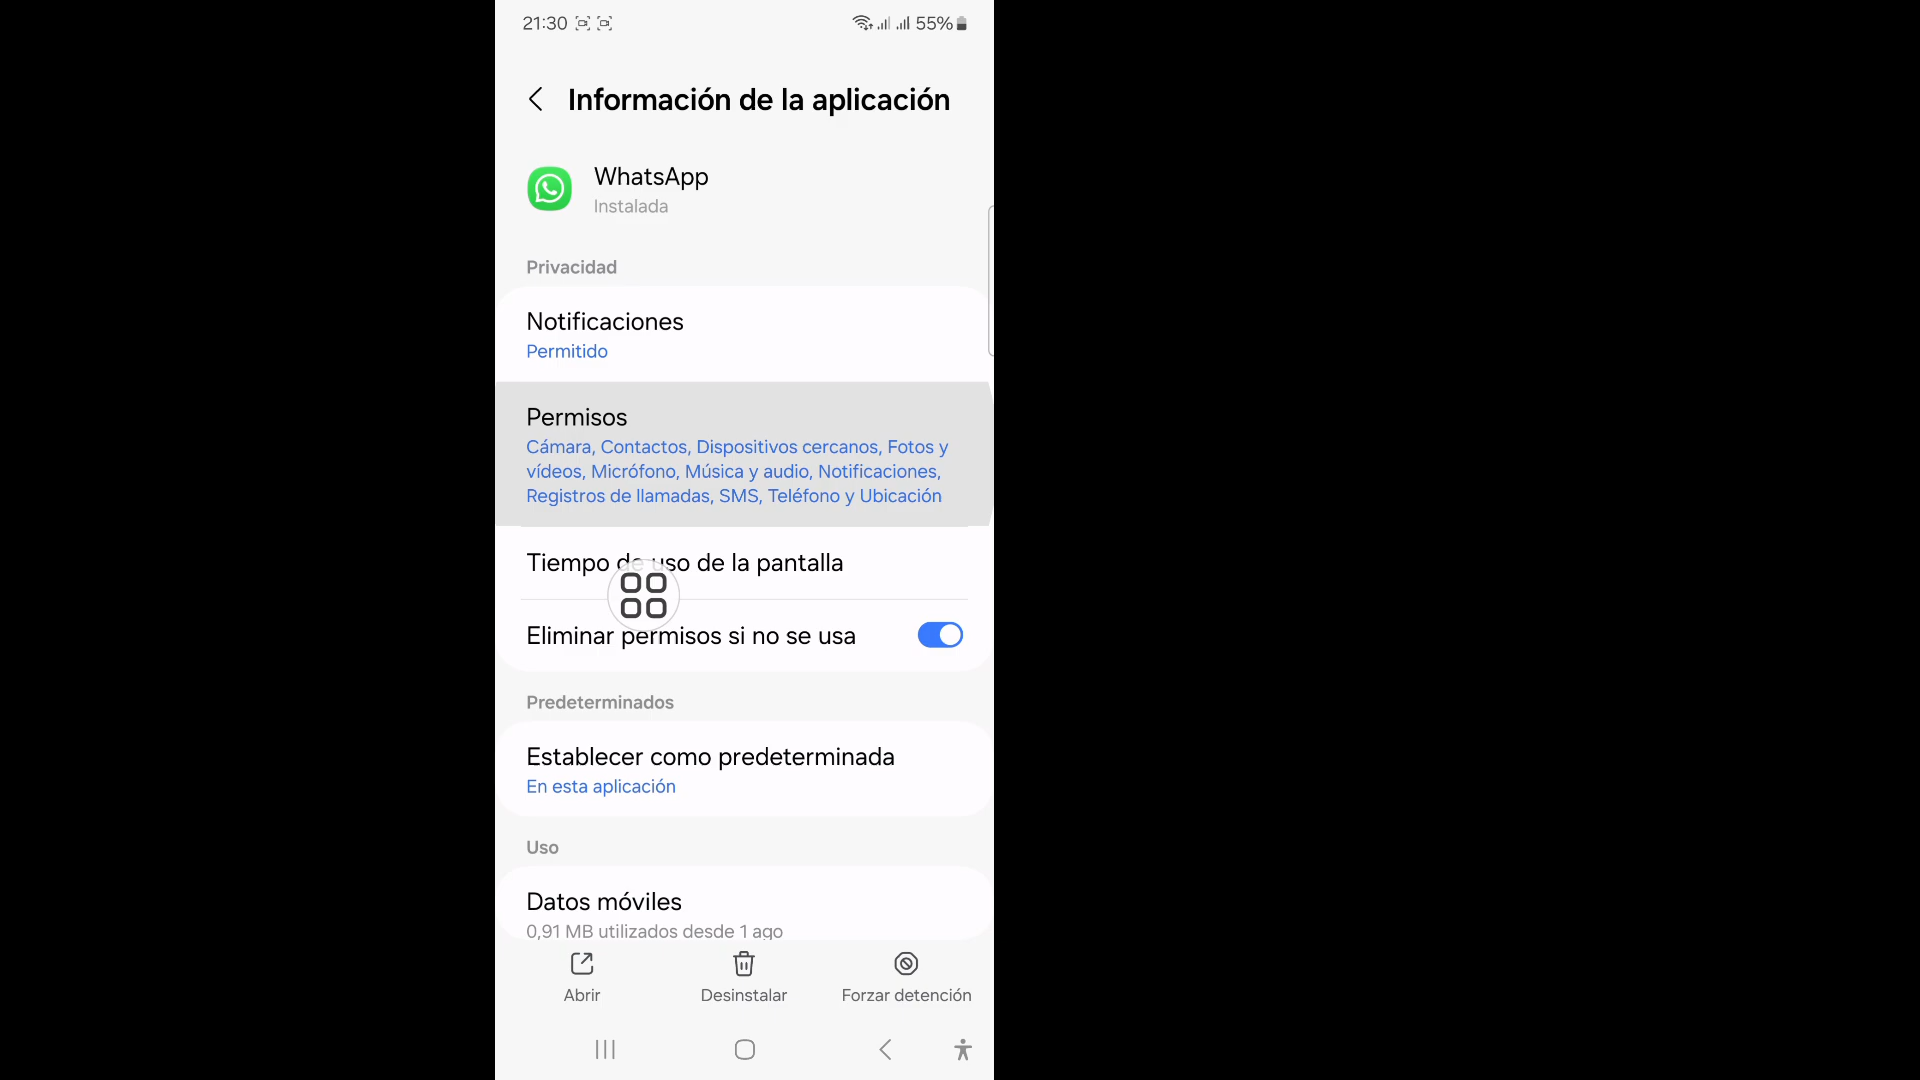 21:30
55%
Información de la aplicación
WhatsApp
Instalada
Privacidad
Notificaciones
Permitido
Permisos
Cámara, Contactos, Dispositivos cercanos, Fotos y
vídeos, Micrófono, Música y audio, Notificaciones,
Registros de llamadas, SMS, Teléfono y Ubicación
Tiempo de uso de la pantalla
Eliminar permisos si no se usa
Predeterminados
Establecer como predeterminada
En esta aplicación
Uso
Datos móviles
0,91 MB utilizados desde 1 ago
Abrir
Desinstalar
Forzar detención